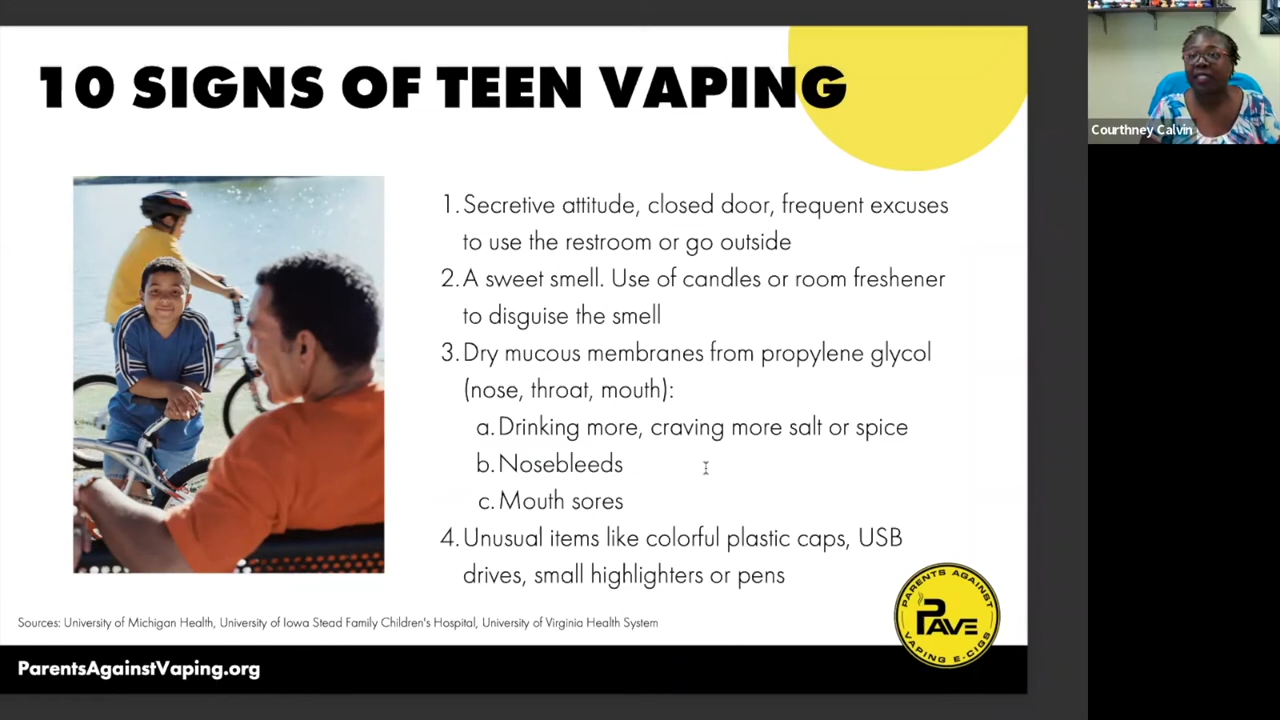 10 SIGNS OF TEEN VAPING
Courthney Calvin
1. Secretive attitude, closed door, frequent excuses
to use the restroom or go outside
2. A sweet smell. Use of candles or room freshener
to disguise the smell
3. Dry mucous membranes from propylene glycol
(nose, throat, mouth):
a. Drinking more, craving more salt or spice
b. Nosebleeds
c. Mouth sores
4. Unusual items like colorful plastic caps, USB
drives, small highlighters or pens
PARENTS AGAINST
PAVE
VAPING E-CIGS
Sources: University of Michigan Health, University of Iowa Stead Family Children's Hospital, University of Virginia Health System
ParentsAgainstVaping.org